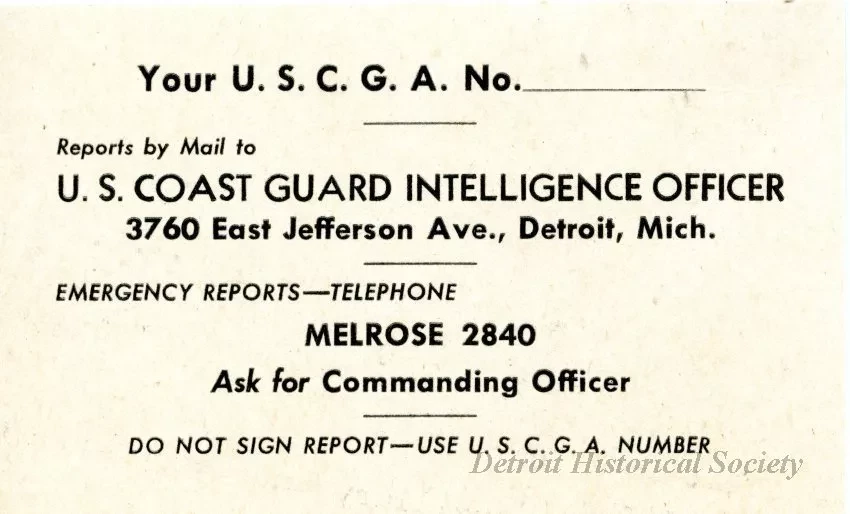 Your U. S. C. G. A. No.
Reports by Mail to
U. S. COAST GUARD INTELLIGENCE OFFICER
3760 East Jefferson Ave., Detroit, Mich.
EMERGENCY REPORTS—TELEPHONE
MELROSE 2840
Ask for Commanding Officer
DO NOT SIGN REPORT—USE U. S. C. G. A. NUMBER
Detroit Historical Society